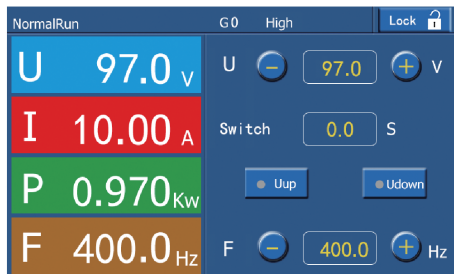 NormalRun G0 High Lock
U 97.0 V
I 10.00 A
P 0.970 Kw
F 400.0 Hz
U − 97.0 + V
Switch 0.0 S
Uup Udown
F − 400.0 + Hz